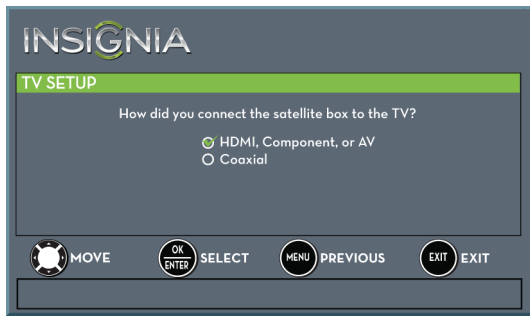 INSIGNIA
TV SETUP
How did you connect the satellite box to the TV?
HDMI, Component, or AV
Coaxial
MOVE OK ENTER SELECT MENU PREVIOUS EXIT EXIT